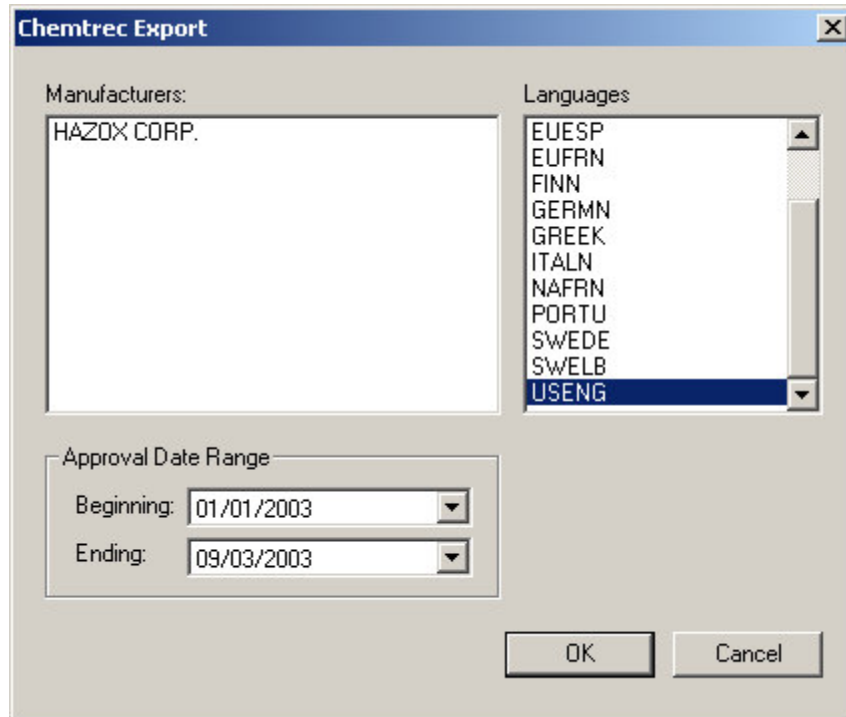 Chemtrec Export
Manufacturers:
HAZOX CORP.
Languages
EUESP
EUFRN
FINN
GERMN
GREEK
ITALN
NAFRN
PORTU
SWEDE
SWELB
USENG
Approval Date Range
Beginning: 01/01/2003
Ending: 09/03/2003
OK Cancel